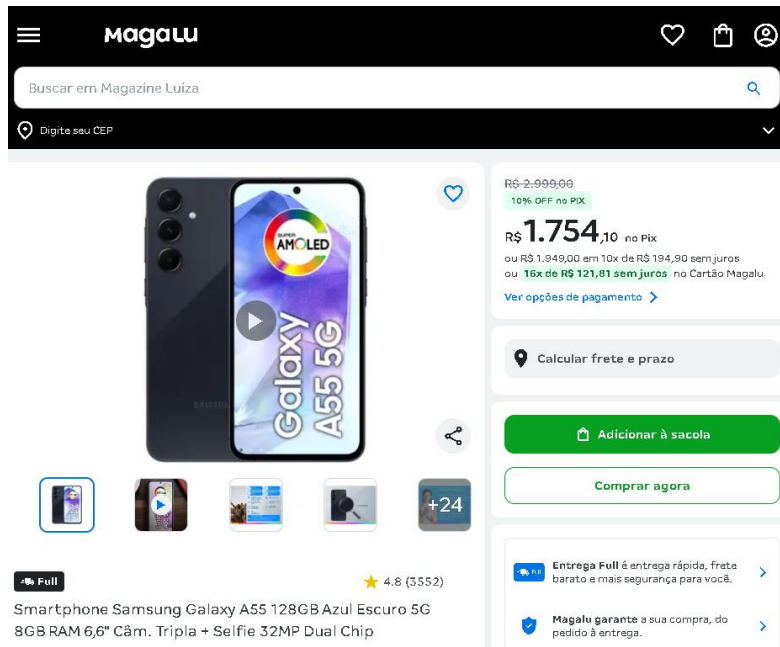 Magalu
Buscar em Magazine Luiza
Digite seu CEP
SUPER
AMOLED
Galaxy
A55 5G
SAMSUNG
+24
Full
4.8 (3552)
Smartphone Samsung Galaxy A55 128GB Azul Escuro 5G
8GB RAM 6,6" Câm. Tripla + Selfie 32MP Dual Chip
R$ 2.999,00
10% OFF no PIX
R$ 1.754,10 no Pix
ou R$ 1.949,00 em 10x de R$ 194,90 sem juros
ou 16x de R$ 121,81 sem juros no Cartão Magalu
Ver opções de pagamento
Calcular frete e prazo
Adicionar à sacola
Comprar agora
Full
Entrega Full é entrega rápida, frete
barato e mais segurança para você.
Magalu garante a sua compra, do
pedido à entrega.